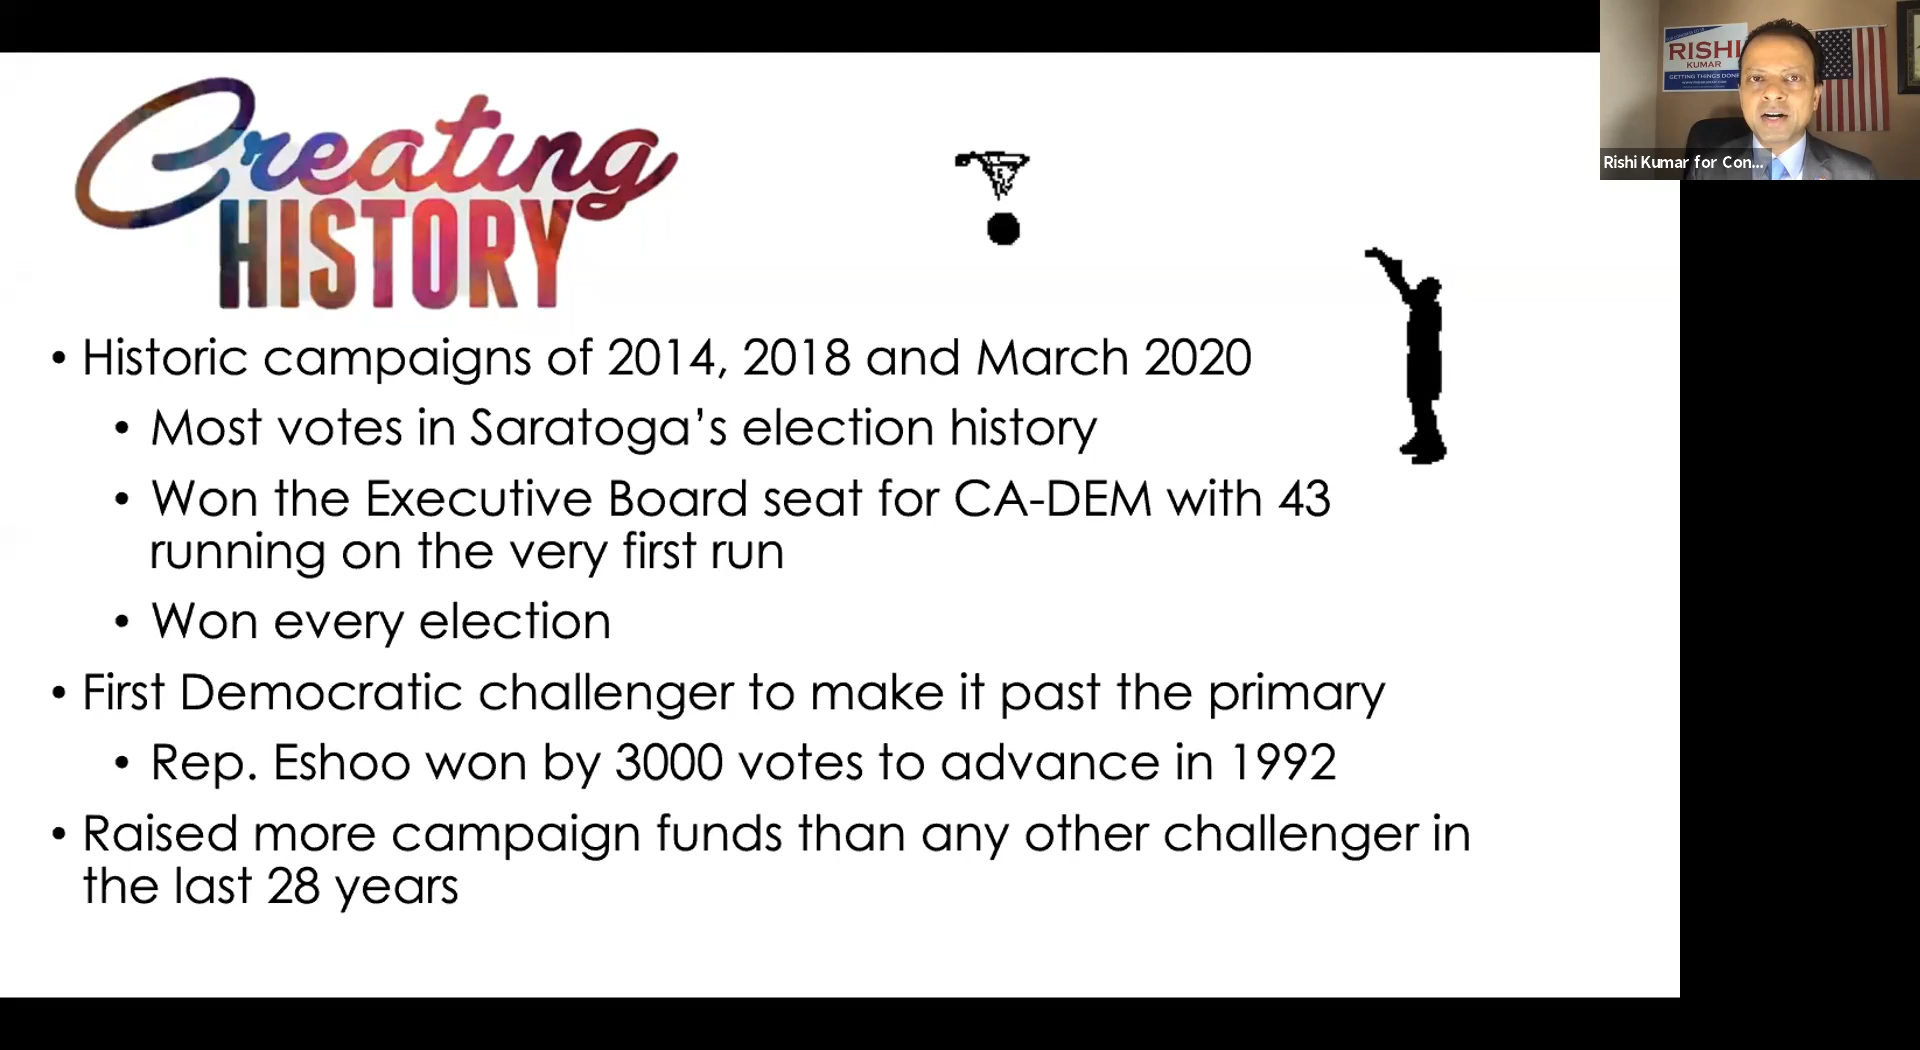 Creating
HISTORY
• Historic campaigns of 2014, 2018 and March 2020
• Most votes in Saratoga’s election history
• Won the Executive Board seat for CA-DEM with 43
running on the very first run
• Won every election
• First Democratic challenger to make it past the primary
• Rep. Eshoo won by 3000 votes to advance in 1992
• Raised more campaign funds than any other challenger in
the last 28 years
RISHI
KUMAR
GETTING THINGS DONE
Rishi Kumar for Con...